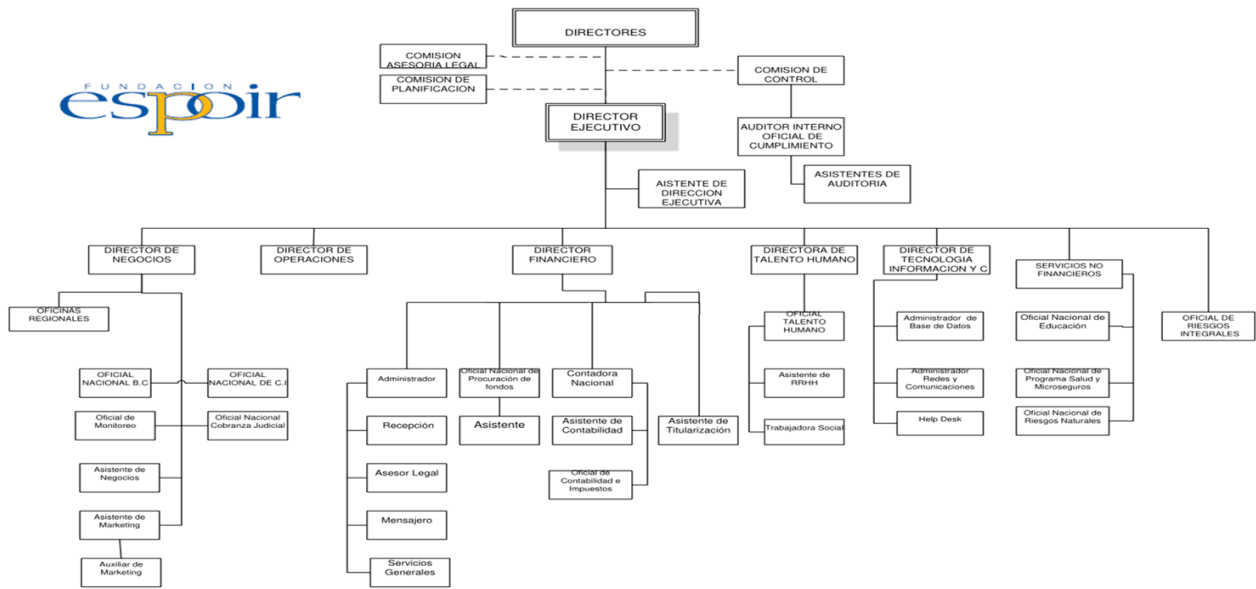 DIRECTORES
COMISION
ASESORIA LEGAL
COMISION DE
PLANIFICACION
COMISION DE
CONTROL
FUNDACION
espoir
DIRECTOR
EJECUTIVO
AUDITOR INTERNO
OFICIAL DE
CUMPLIMIENTO
ASISTENTES DE
AUDITORIA
AISTENTE DE
DIRECCION
EJECUTIVA
DIRECTOR DE
NEGOCIOS
DIRECTOR DE
OPERACIONES
DIRECTOR
FINANCIERO
DIRECTORA DE
TALENTO HUMANO
DIRECTOR DE
TECNOLOGIA
INFORMACION Y C
SERVICIOS NO
FINANCIEROS
OFICINAS
REGIONALES
OFICIAL
TALENTO
HUMANO
Administrador de
Base de Datos
Oficial Nacional de
Educación
OFICIAL DE
RIESGOS
INTEGRALES
OFICIAL
NACIONAL B.C
OFICIAL
NACIONAL DE C.I
Administrador
Oficial Nacional de
Procuración de
fondos
Contadora
Nacional
Asistente de
RRHH
Administrador
Redes y
Comunicaciones
Oficial Nacional de
Programa Salud y
Microseguros
Oficial de
Monitoreo
Oficial Nacional
Cobranza Judicial
Recepción
Asistente
Asistente de
Contabilidad
Asistente de
Titularización
Trabajadora Social
Help Desk
Oficial Nacional de
Riesgos Naturales
Asistente de
Negocios
Asesor Legal
Oficial de
Contabilidad e
Impuestos
Asistente de
Marketing
Mensajero
Auxiliar de
Marketing
Servicios
Generales